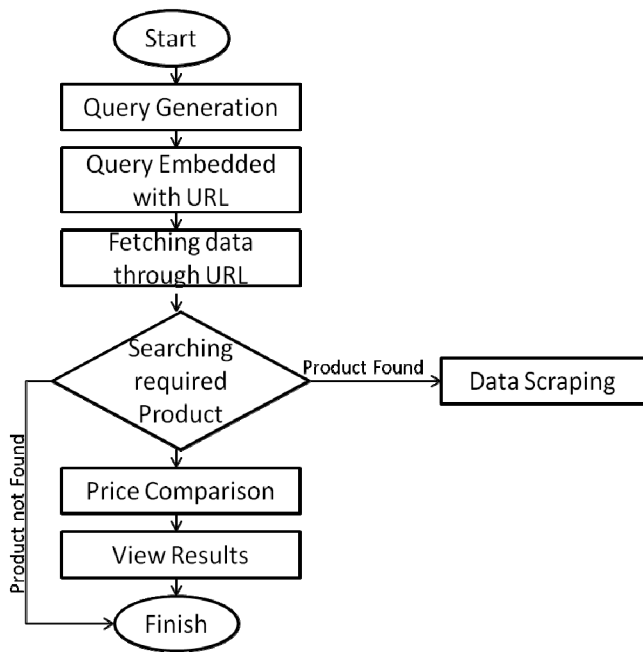 Start
Query Generation
Query Embedded
with URL
Fetching data
through URL
Searching
required
Product
Product Found
Data Scraping
Product not Found
Price Comparison
View Results
Finish